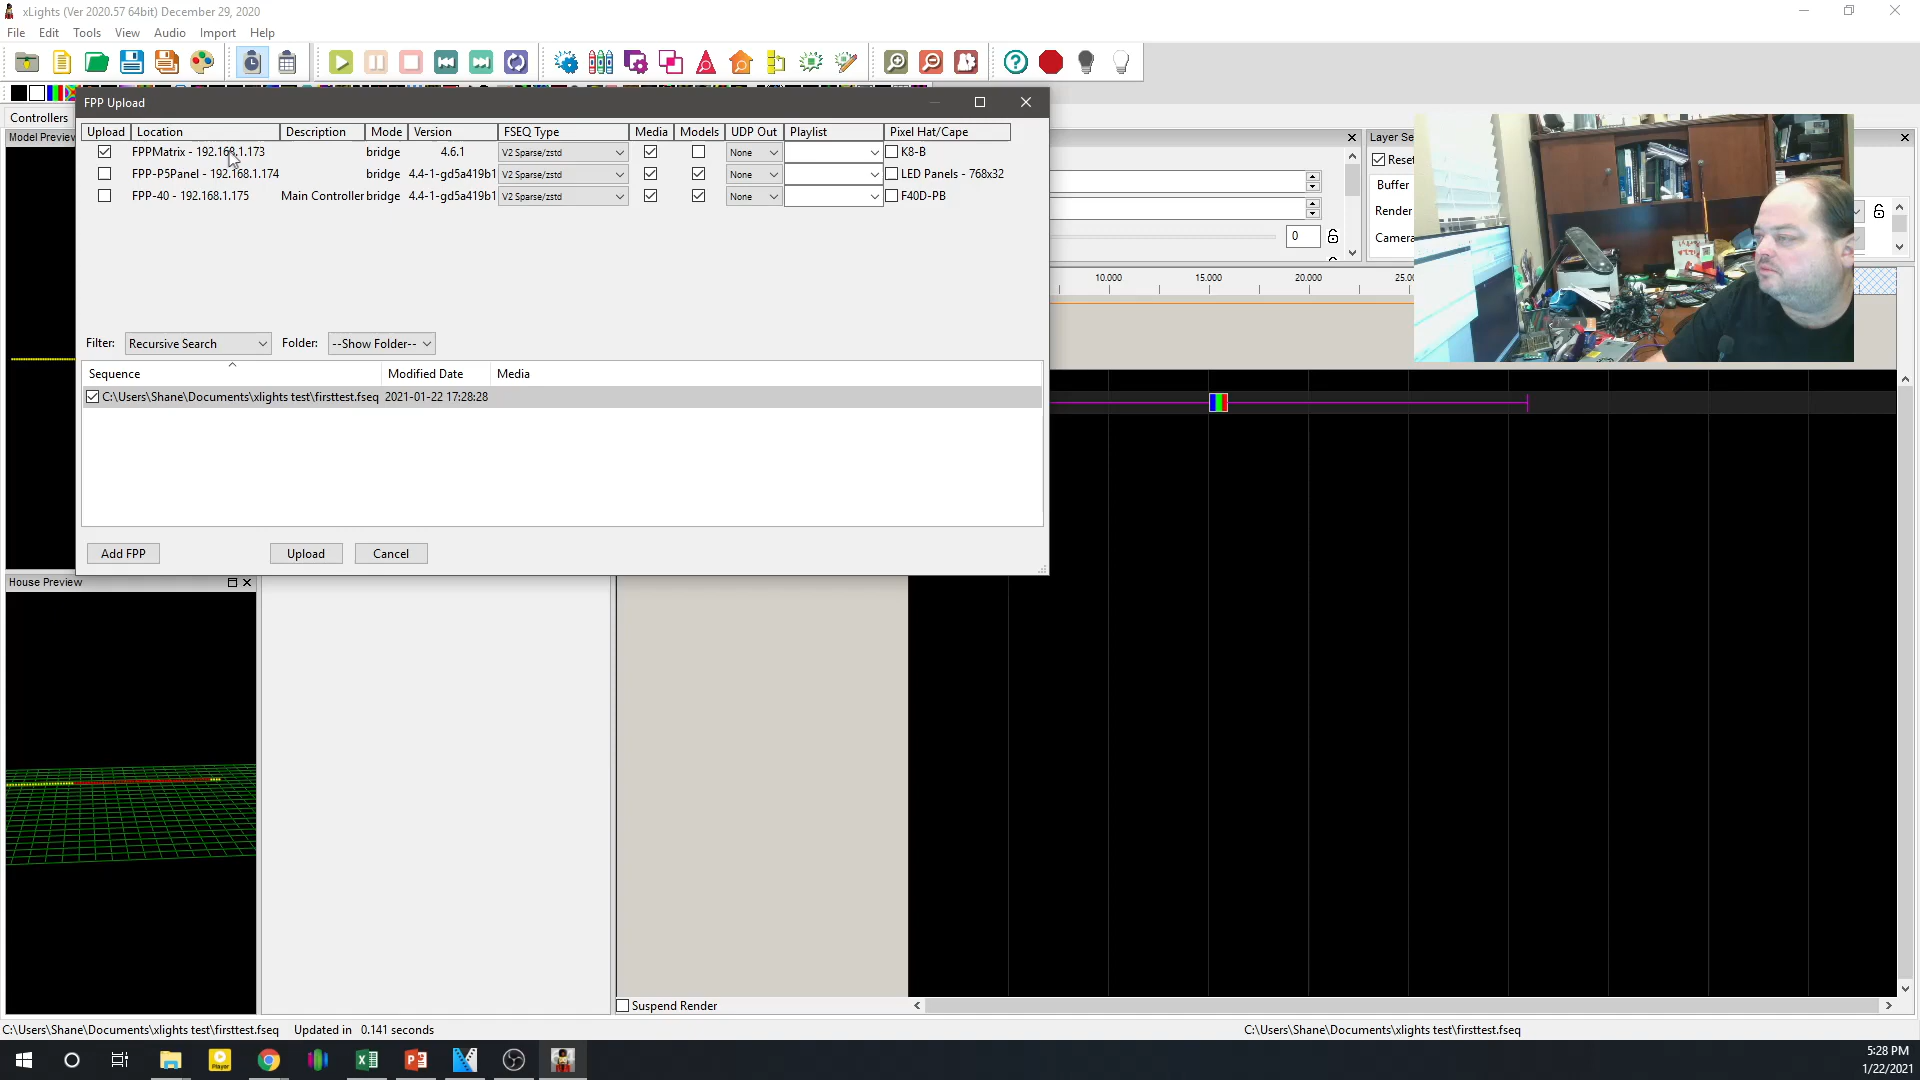 xLights (Ver 2020.57 64bit) December 29, 2020
File Edit Tools View Audio Import Help
Controllers
Model Preview
FPP Upload
Upload Location Description Mode Version FSEQ Type Media Models UDP Out Playlist Pixel Hat/Cape
FPPMatrix - 192.168.1.173 bridge 4.6.1 V2 Sparse/zstd None K8-B
FPP-P5Panel - 192.168.1.174 bridge 4.4-1-gd5a419b1 V2 Sparse/zstd None LED Panels - 768x32
FPP-40 - 192.168.1.175 Main Controller bridge 4.4-1-gd5a419b1 V2 Sparse/zstd None F40D-PB
Layer Se
Reset
Buffer
Render
Camera
0
10.000 15.000 20.000 25.0
Filter: Recursive Search Folder: --Show Folder--
Sequence Modified Date Media
C:\Users\Shane\Documents\xlights test\firsttest.fseq 2021-01-22 17:28:28
Add FPP Upload Cancel
House Preview
Suspend Render
C:\Users\Shane\Documents\xlights test\firsttest.fseq Updated in 0.141 seconds C:\Users\Shane\Documents\xlights test\firsttest.fseq
Player
5:28 PM
1/22/2021